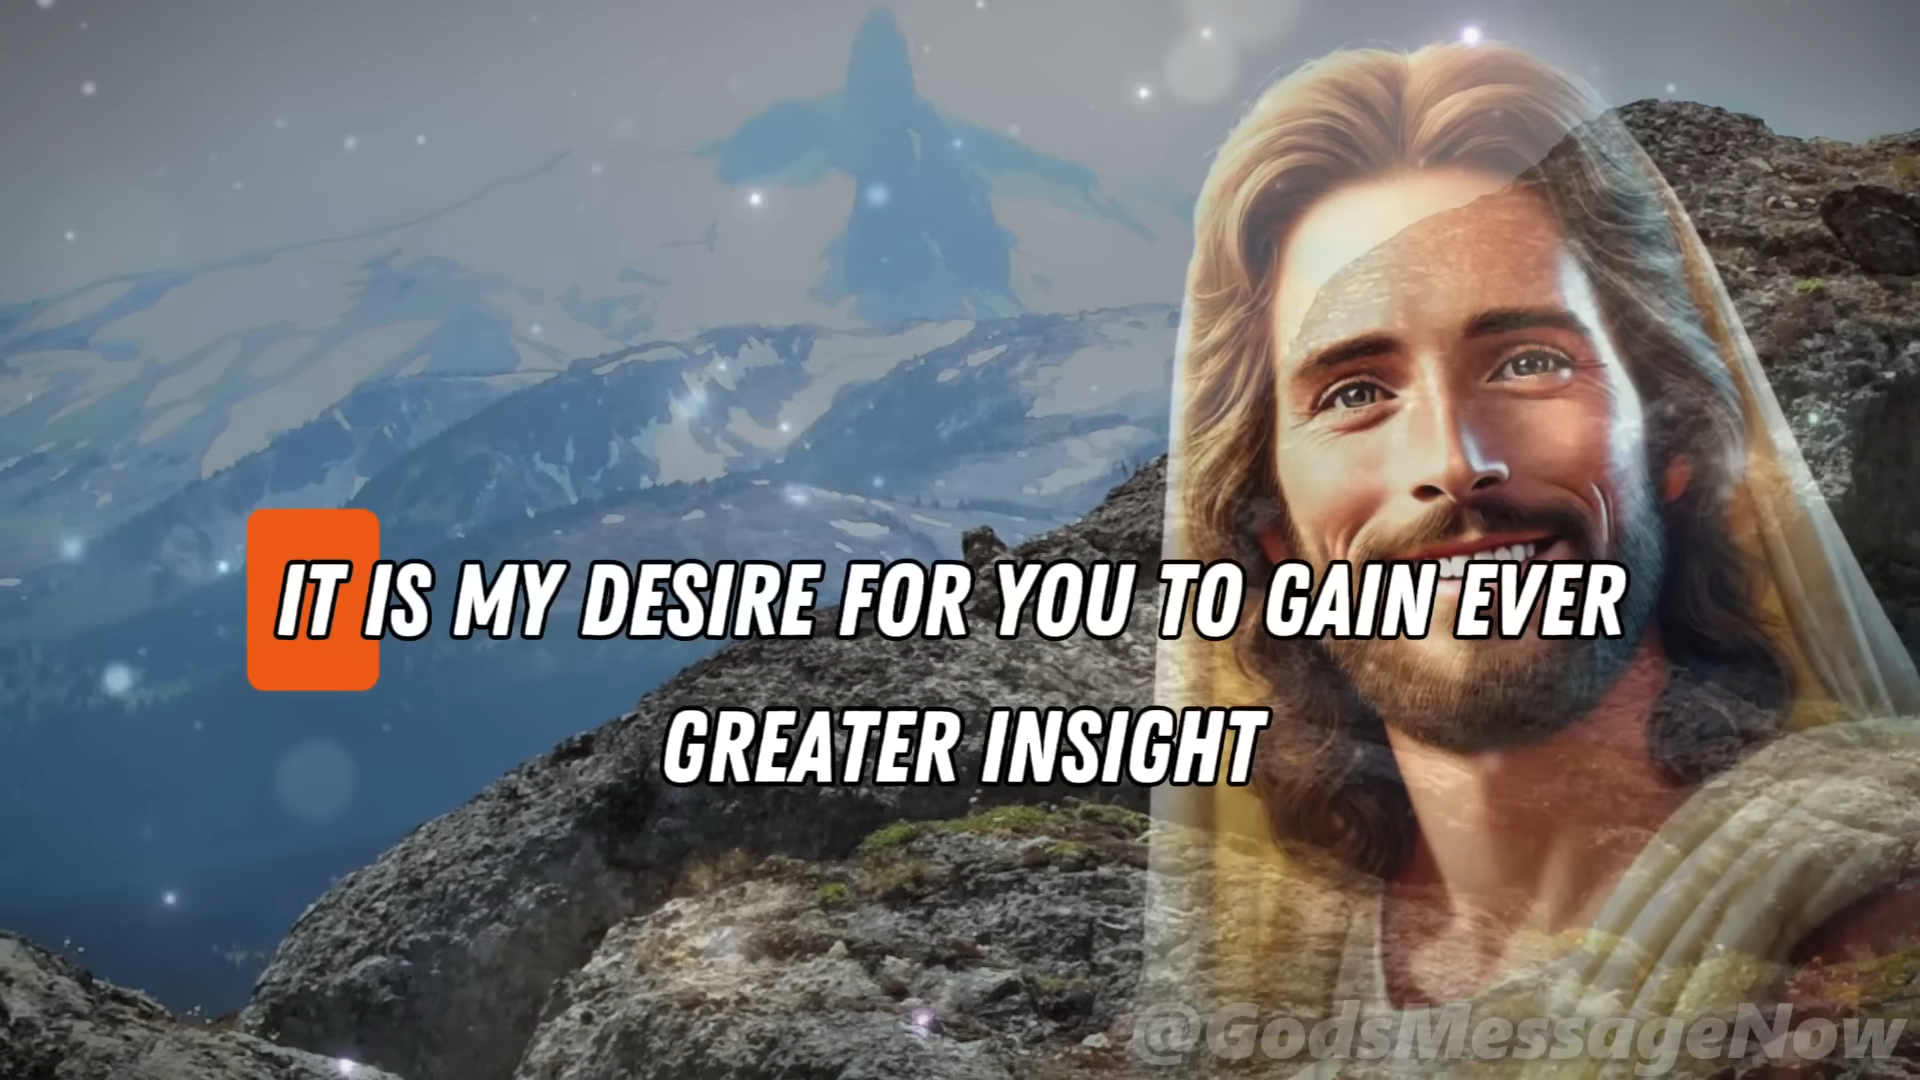 IT IS MY DESIRE FOR YOU TO GAIN EVER
GREATER INSIGHT
@GodsMessageNow